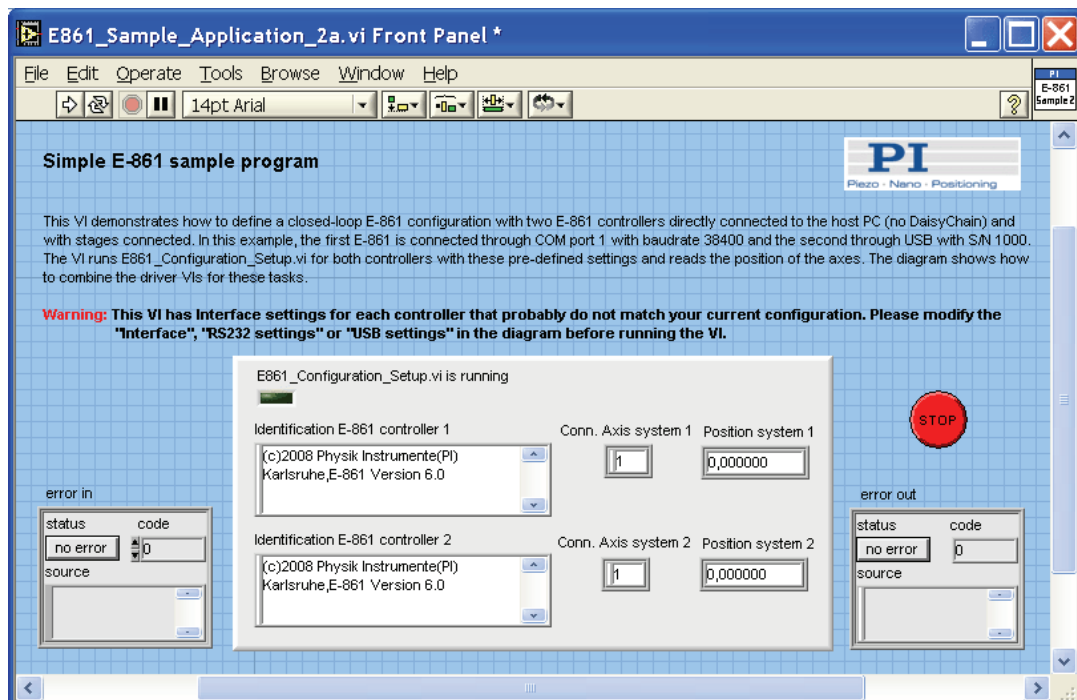 E861_Sample_Application_2a.vi Front Panel *
File Edit Operate Tools Browse Window Help
14pt Arial
?
PI
E-861
Sample 2
Simple E-861 sample program
PI
Piezo · Nano · Positioning
This VI demonstrates how to define a closed-loop E-861 configuration with two E-861 controllers directly connected to the host PC (no DaisyChain) and
with stages connected. In this example, the first E-861 is connected through COM port 1 with baudrate 38400 and the second through USB with S/N 1000.
The VI runs E861_Configuration_Setup.vi for both controllers with these pre-defined settings and reads the position of the axes. The diagram shows how
to combine the driver VIs for these tasks.
Warning: This VI has Interface settings for each controller that probably do not match your current configuration. Please modify the
"Interface", "RS232 settings" or "USB settings" in the diagram before running the VI.
E861_Configuration_Setup.vi is running
Identification E-861 controller 1
(c)2008 Physik Instrumente(PI)
Karlsruhe,E-861 Version 6.0
Conn. Axis system 1
1
Position system 1
0,000000
STOP
error in
status code
no error 0
source
Identification E-861 controller 2
(c)2008 Physik Instrumente(PI)
Karlsruhe,E-861 Version 6.0
Conn. Axis system 2
1
Position system 2
0,000000
error out
status code
no error 0
source